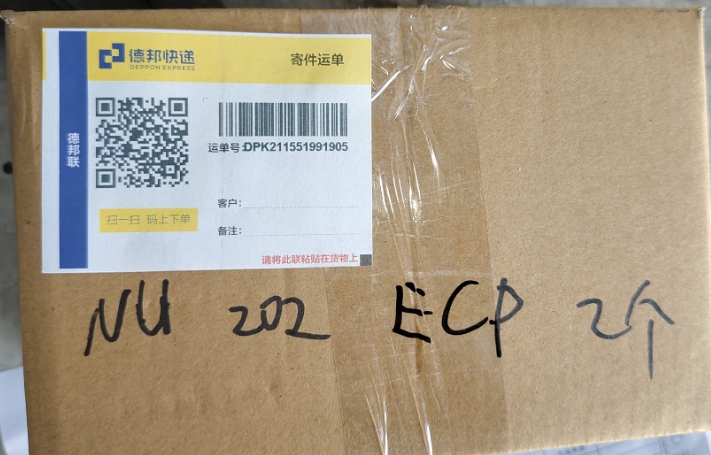 德邦快递
DEPPON EXPRESS
寄件运单
德邦联
运单号:DPK211551991905
扫一扫 码上下单
客户:
备注:
请将此联粘贴在货物上
NU 202 ECP 2个